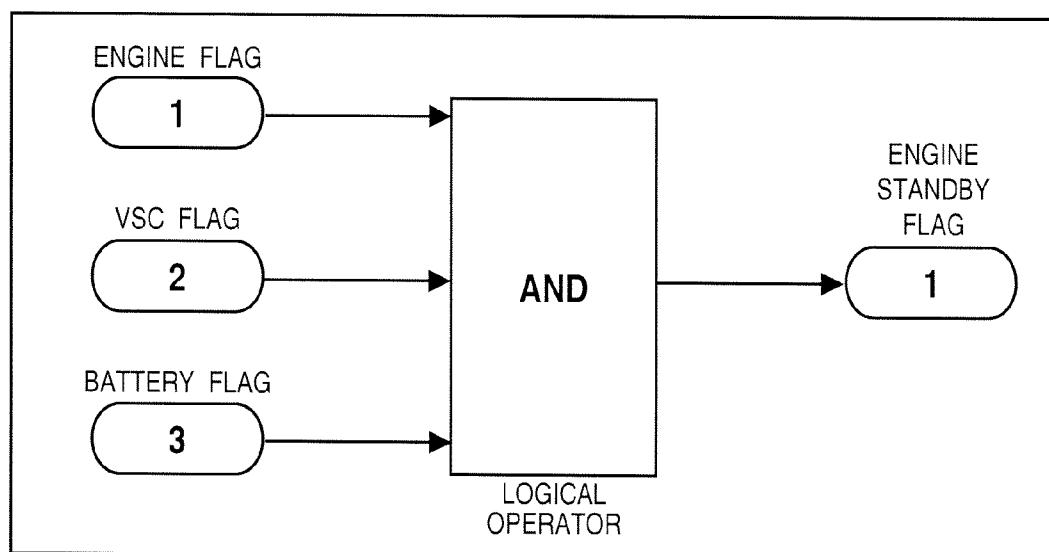 ENGINE FLAG
1
VSC FLAG
2
BATTERY FLAG
3
AND
LOGICAL
OPERATOR
ENGINE
STANDBY
FLAG
1